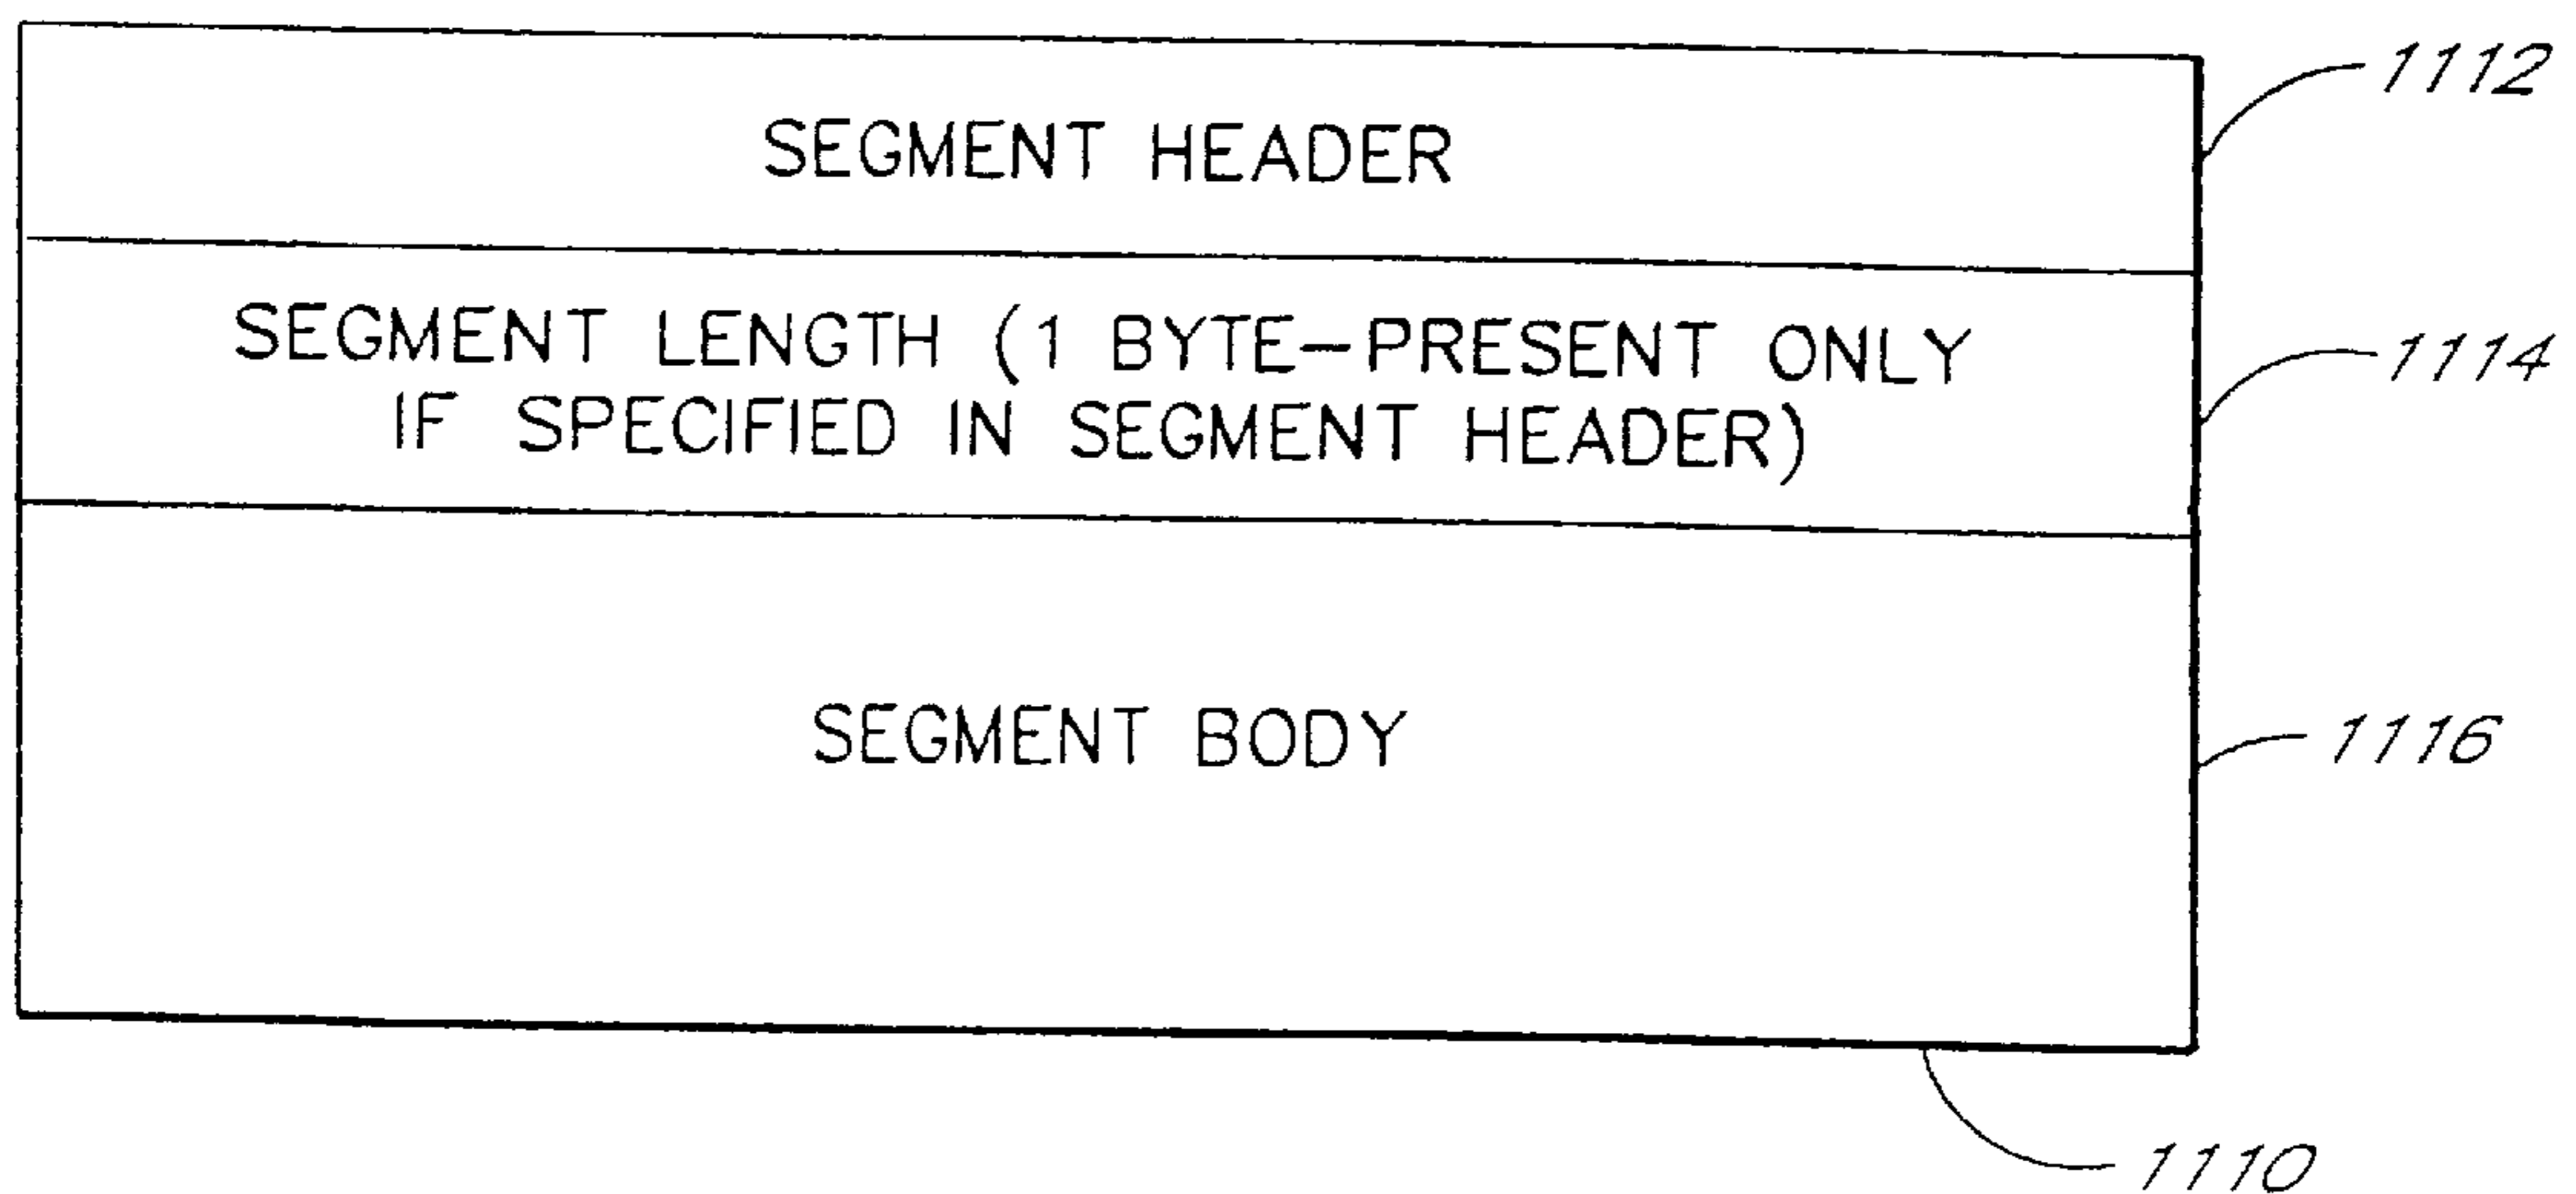 1112
SEGMENT HEADER
SEGMENT LENGTH (1 BYTE–PRESENT ONLY
IF SPECIFIED IN SEGMENT HEADER)
1114
SEGMENT BODY
1116
1110